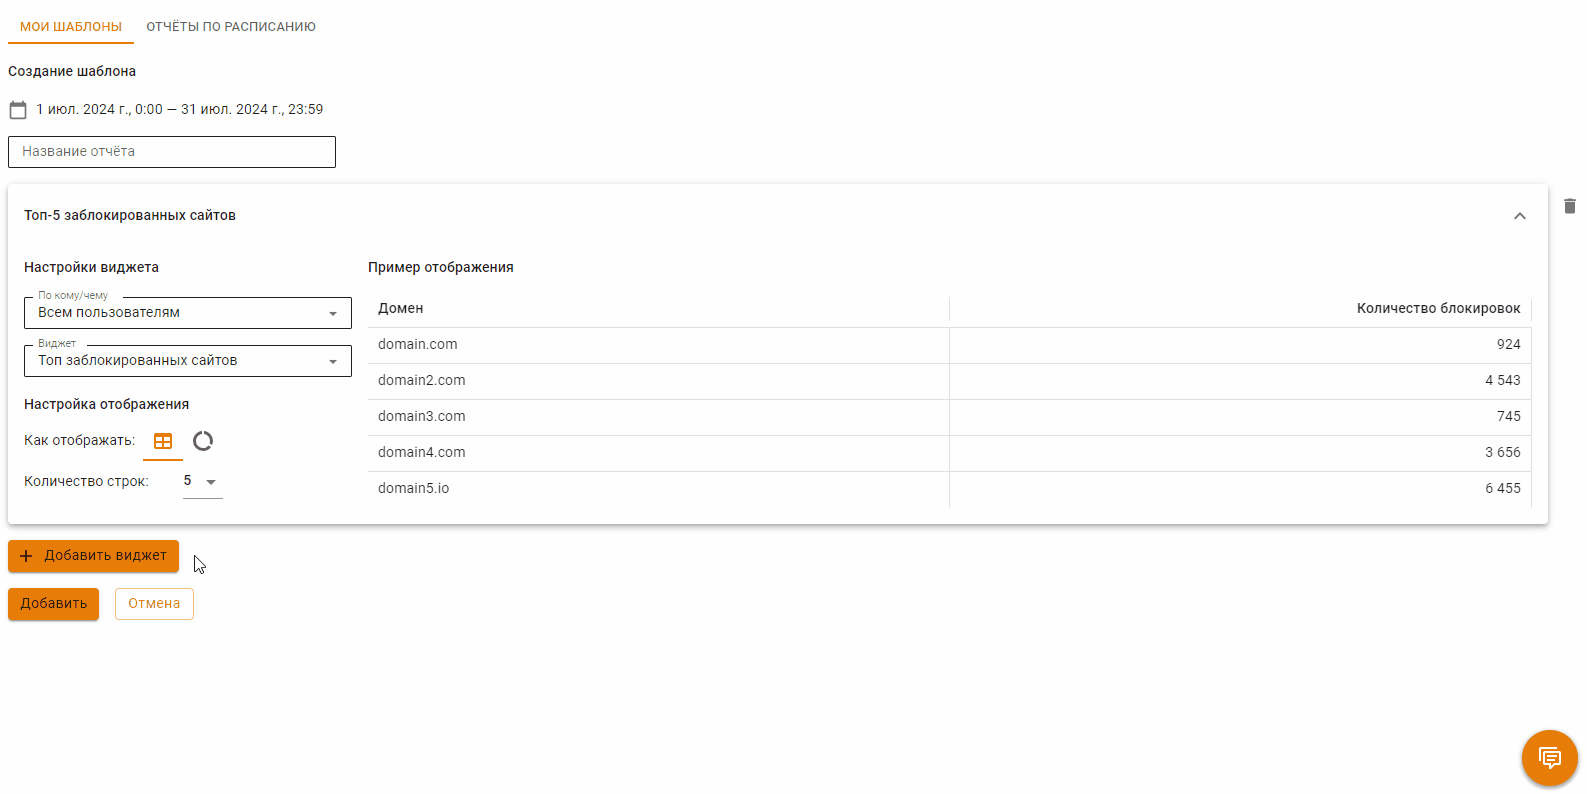 МОИ ШАБЛОНЫ ОТЧЁТЫ ПО РАСПИСАНИЮ
Создание шаблона
1 июл. 2024 г., 0:00 — 31 июл. 2024 г., 23:59
Название отчёта
Топ-5 заблокированных сайтов
Настройки виджета
По кому/чему
Всем пользователям
Виджет
Топ заблокированных сайтов
Настройка отображения
Как отображать:
Количество строк: 5
Пример отображения
Домен Количество блокировок
domain.com 924
domain2.com 4 543
domain3.com 745
domain4.com 3 656
domain5.io 6 455
Добавить виджет
Добавить Отмена